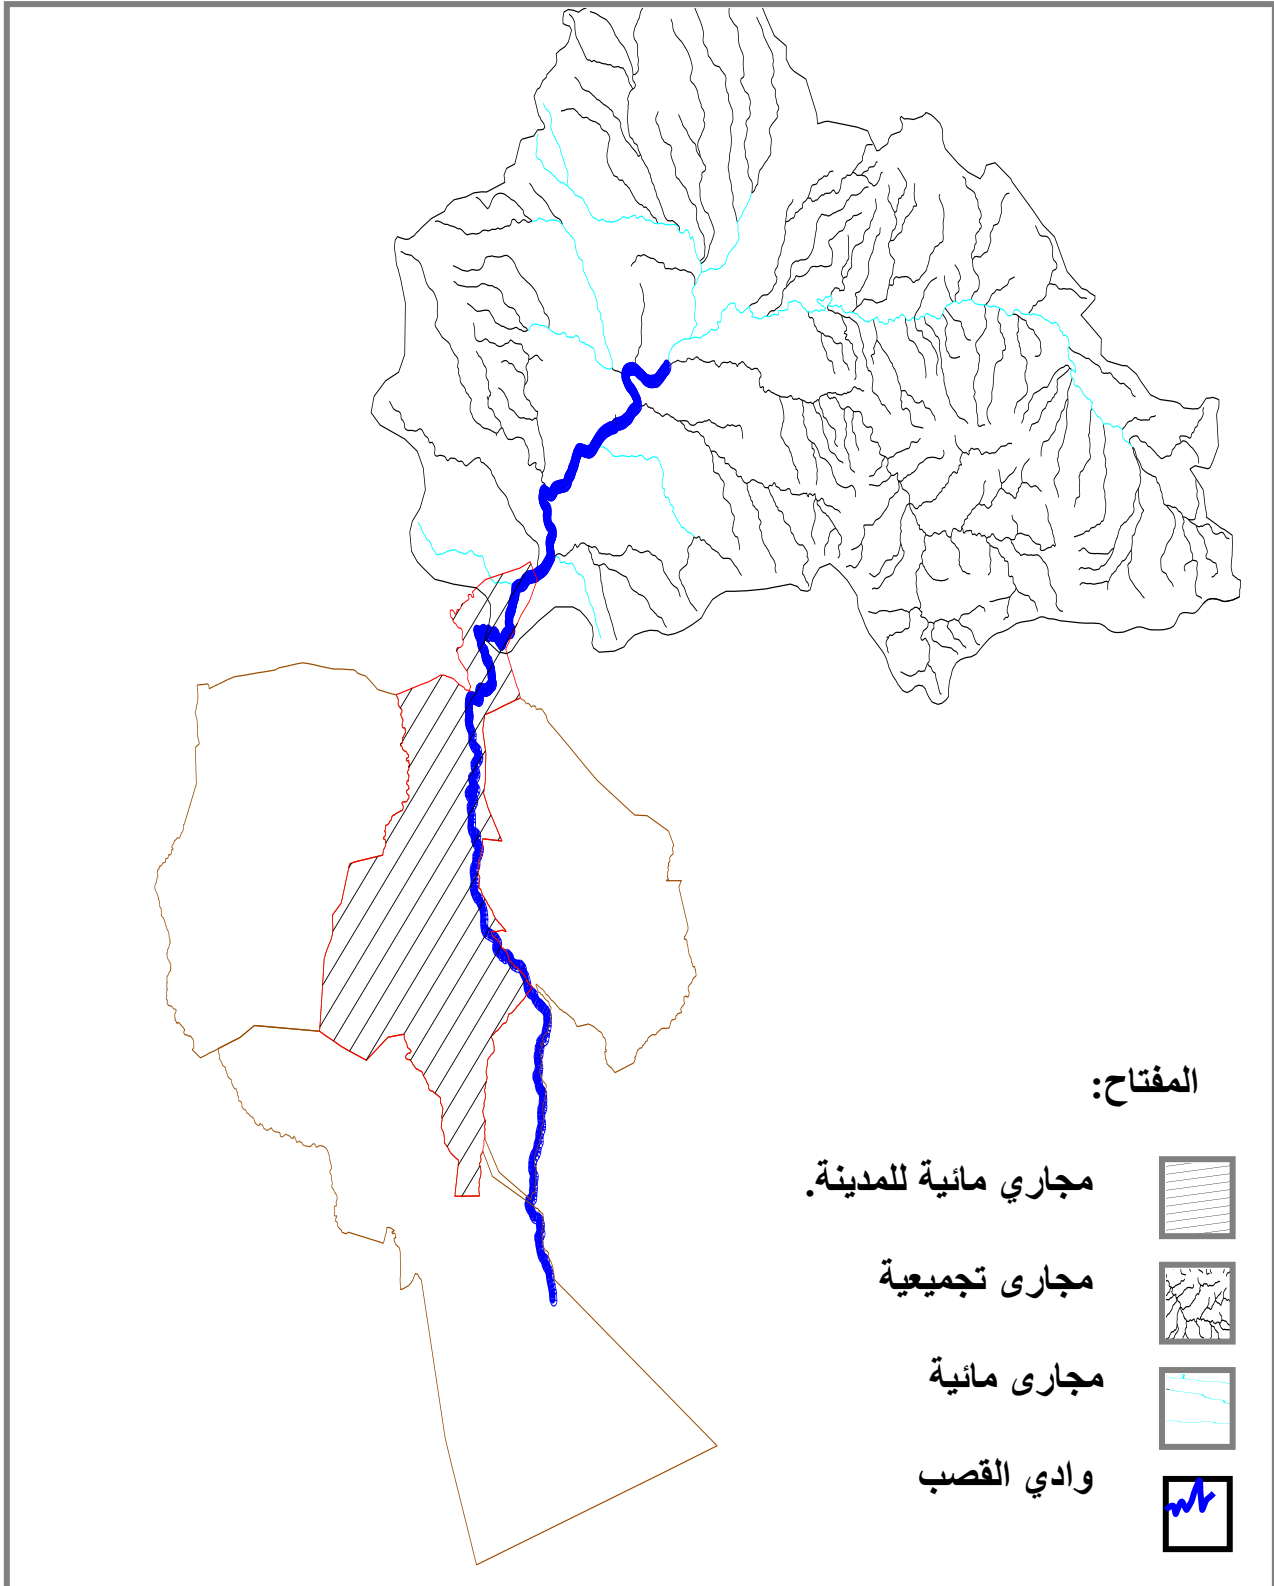 المفتاح:
مجاري مائية للمدينة.
مجارى تجميعية
مجارى مائية
وادي القصب